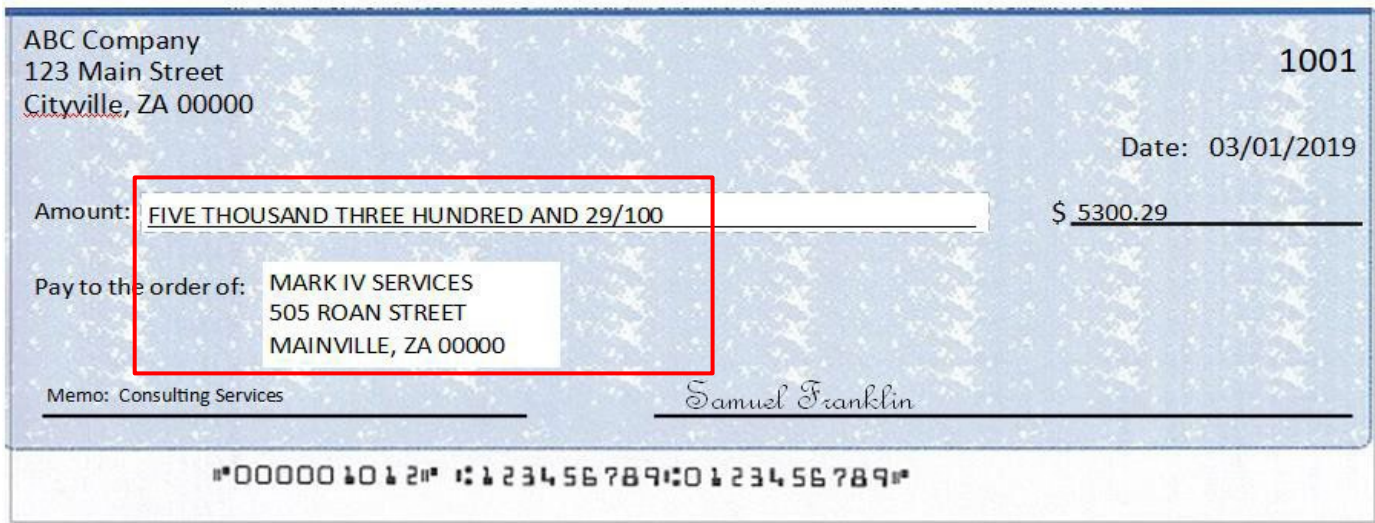 ABC Company
123 Main Street
Cityville, ZA 00000
1001
Date: 03/01/2019
Amount: FIVE THOUSAND THREE HUNDRED AND 29/100 $ 5300.29
Pay to the order of: MARK IV SERVICES
505 ROAN STREET
MAINVILLE, ZA 00000
Memo: Consulting Services Samuel Franklin
⑈000001012⑈ ⑆123456789⑆0123456789⑈